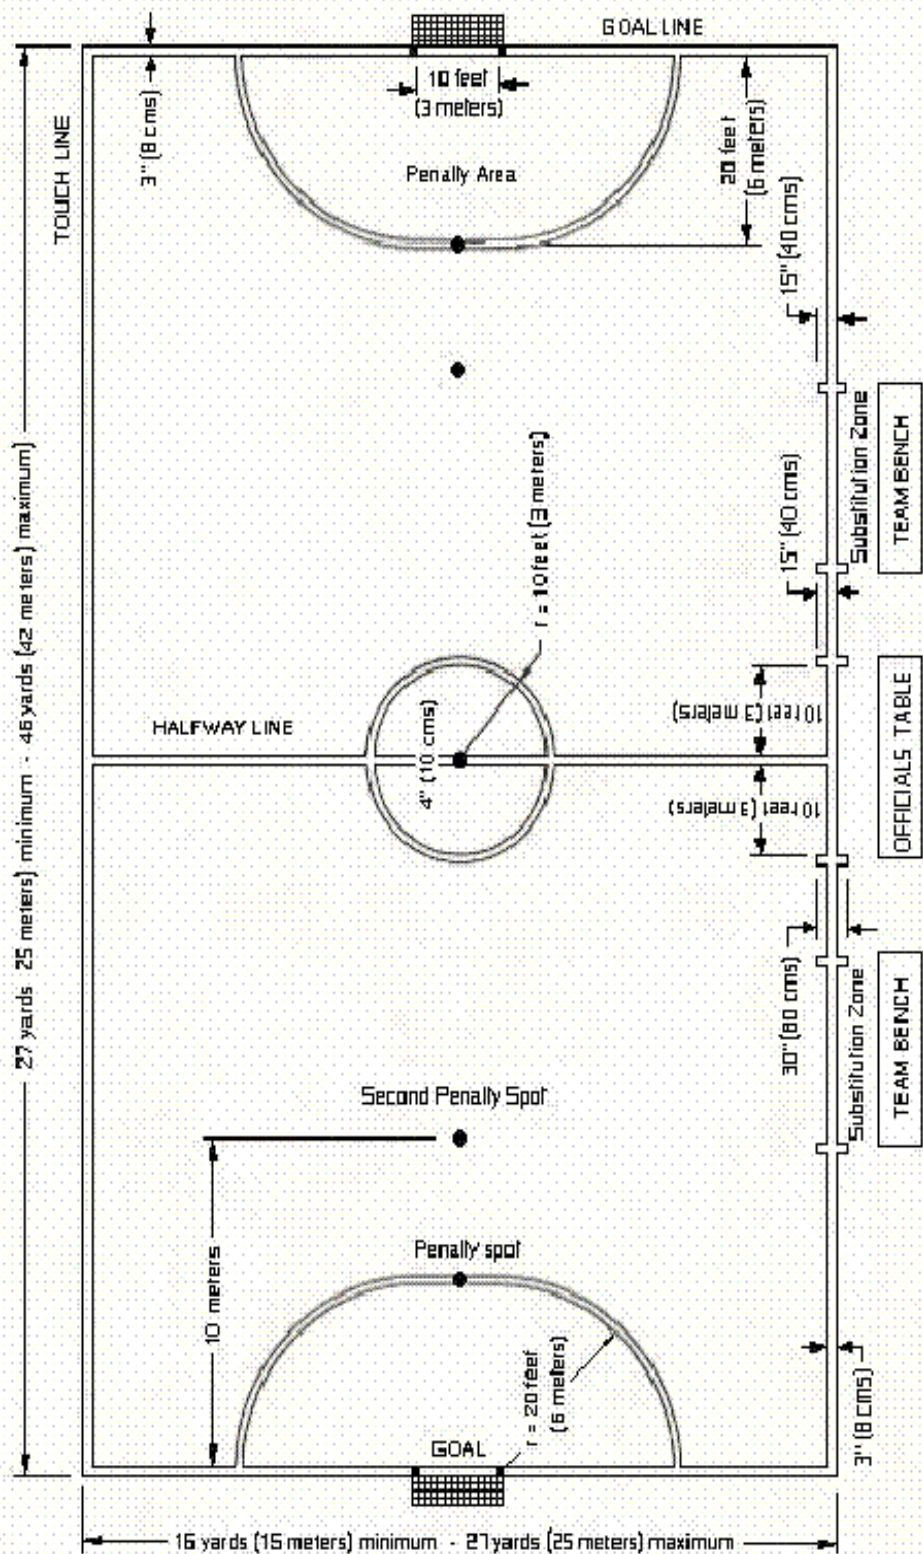 GOAL LINE
10 feet
(3 meters)
TOUCH LINE
3" (8 cms)
Penalty Area
20 feet
(6 meters)
15" (40 cms)
27 yards 25 meters) minimum - 46 yards (42 meters) maximum)
Substitution Zone
TEAM BENCH
15" (40 cms)
r = 10 feet (3 meters)
HALFWAY LINE
4" (10 cms)
10 feet (3 meters)
10 feet (3 meters)
OFFICIALS TABLE
30" (80 cms)
Substitution Zone
TEAM BENCH
Second Penalty Spot
10 meters
Penalty spot
r = 20 feet
(6 meters)
GOAL
3" (8 cms)
16 yards (15 meters) minimum - 27 yards (25 meters) maximum